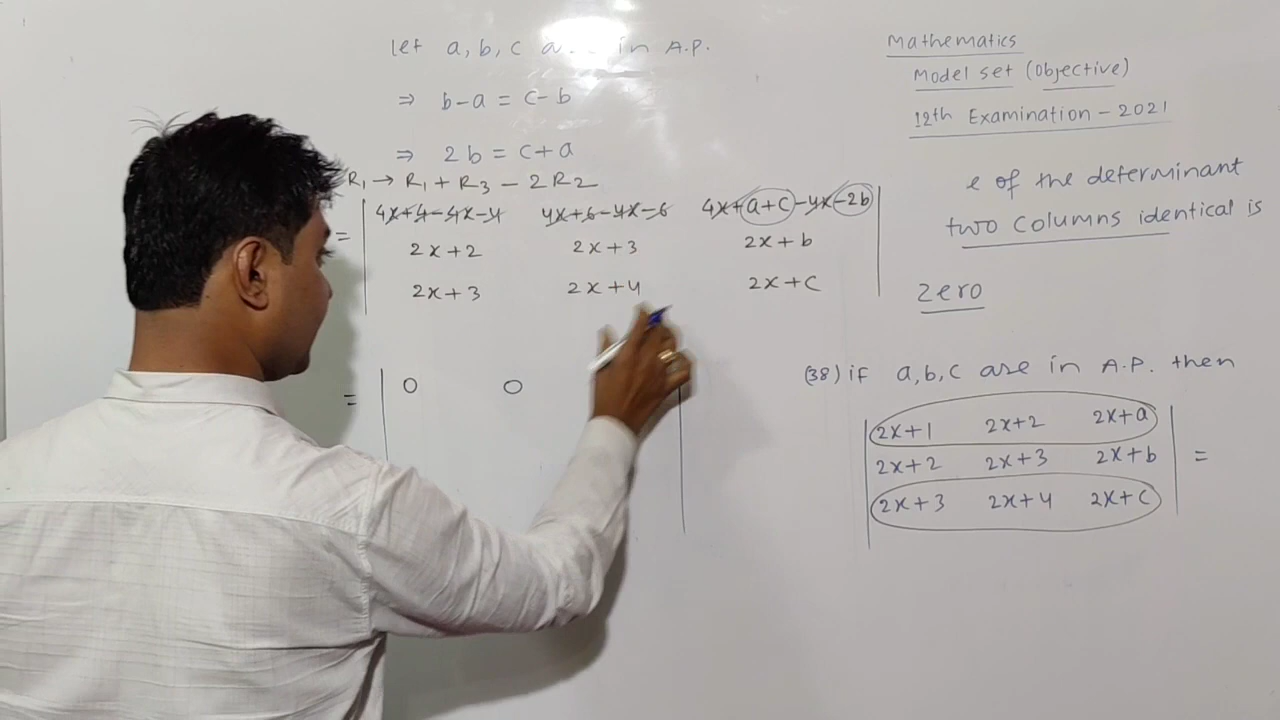 let a, b, c a in A.P.
⇒ b-a = c-b
⇒ 2b = c+a
R₁ → R₁ + R₃ - 2R₂
= | 4x+4-4x-4 4x+6-4x-6 4x+a+c-4x-2b |
2x+2 2x+3 2x+b
2x+3 2x+4 2x+c
= | 0 0 |
Mathematics
Model set (Objective)
12th Examination - 2021
e of the determinant
two columns identical is
zero
(38) if a, b, c are in A.P. then
| 2x+1 2x+2 2x+a |
2x+2 2x+3 2x+b =
2x+3 2x+4 2x+c